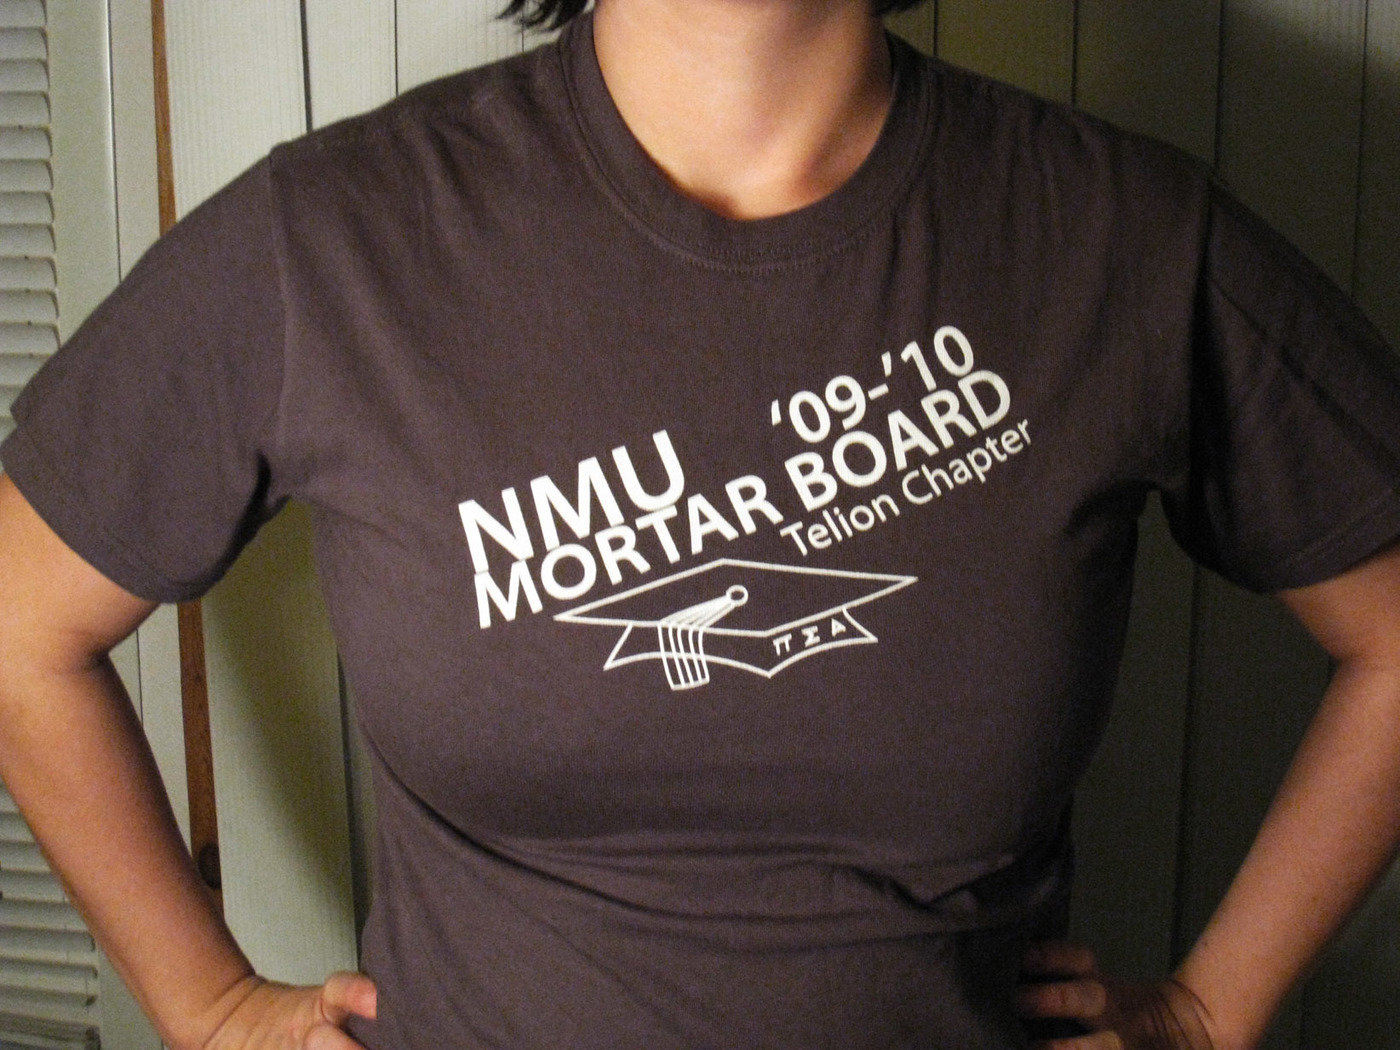 ‘09-’10
NMU
MORTAR BOARD
Telion Chapter
ΠΣΑ